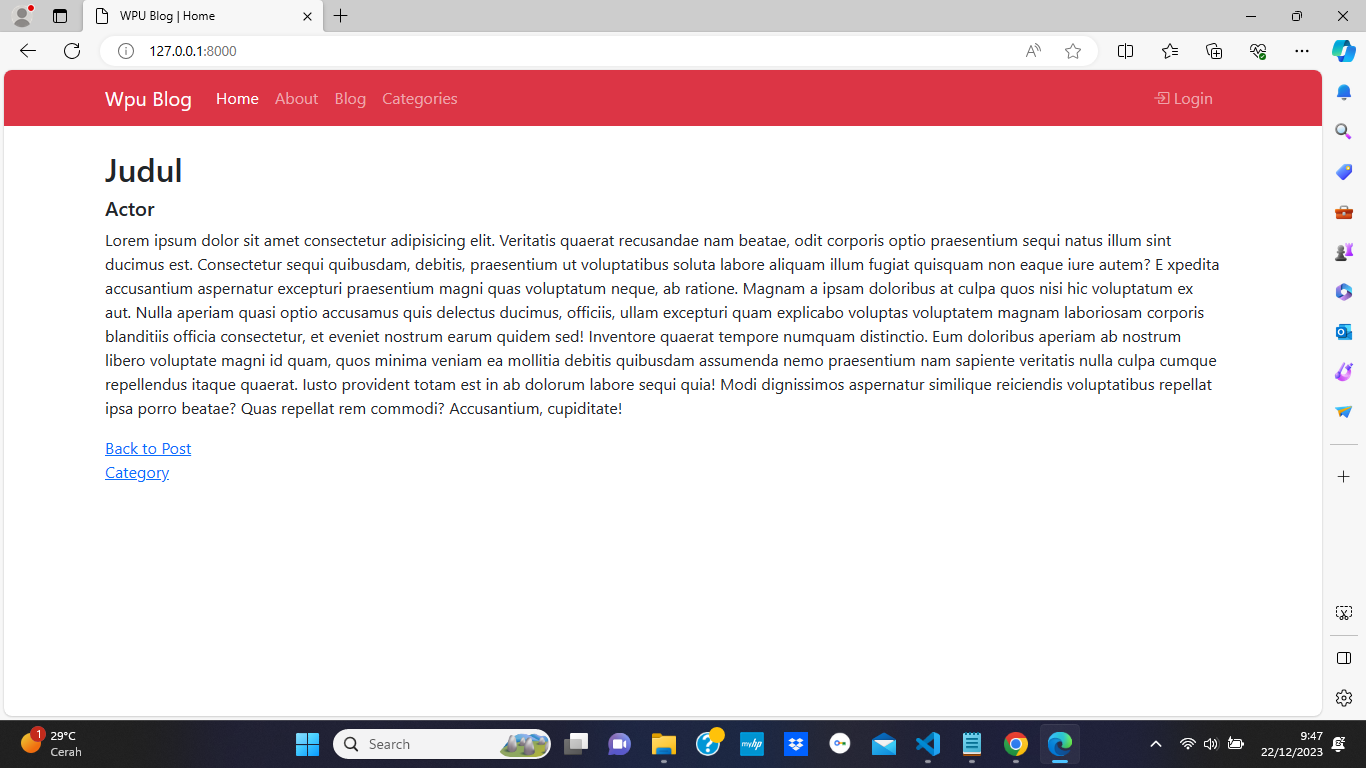 WPU Blog | Home
127.0.0.1:8000
Wpu Blog Home About Blog Categories Login
Judul
Actor
Lorem ipsum dolor sit amet consectetur adipisicing elit. Veritatis quaerat recusandae nam beatae, odit corporis optio praesentium sequi natus illum sint
ducimus est. Consectetur sequi quibusdam, debitis, praesentium ut voluptatibus soluta labore aliquam illum fugiat quisquam non eaque iure autem? E xpedita
accusantium aspernatur excepturi praesentium magni quas voluptatum neque, ab ratione. Magnam a ipsam doloribus at culpa quos nisi hic voluptatum ex
aut. Nulla aperiam quasi optio accusamus quis delectus ducimus, officiis, ullam excepturi quam explicabo voluptas voluptatem magnam laboriosam corporis
blanditiis officia consectetur, et eveniet nostrum earum quidem sed! Inventore quaerat tempore numquam distinctio. Eum doloribus aperiam ab nostrum
libero voluptate magni id quam, quos minima veniam ea mollitia debitis quibusdam assumenda nemo praesentium nam sapiente veritatis nulla culpa cumque
repellendus itaque quaerat. Iusto provident totam est in ab dolorum labore sequi quia! Modi dignissimos aspernatur similique reiciendis voluptatibus repellat
ipsa porro beatae? Quas repellat rem commodi? Accusantium, cupiditate!
Back to Post
Category
1
29°C
Cerah
Search
myhp
9:47
22/12/2023